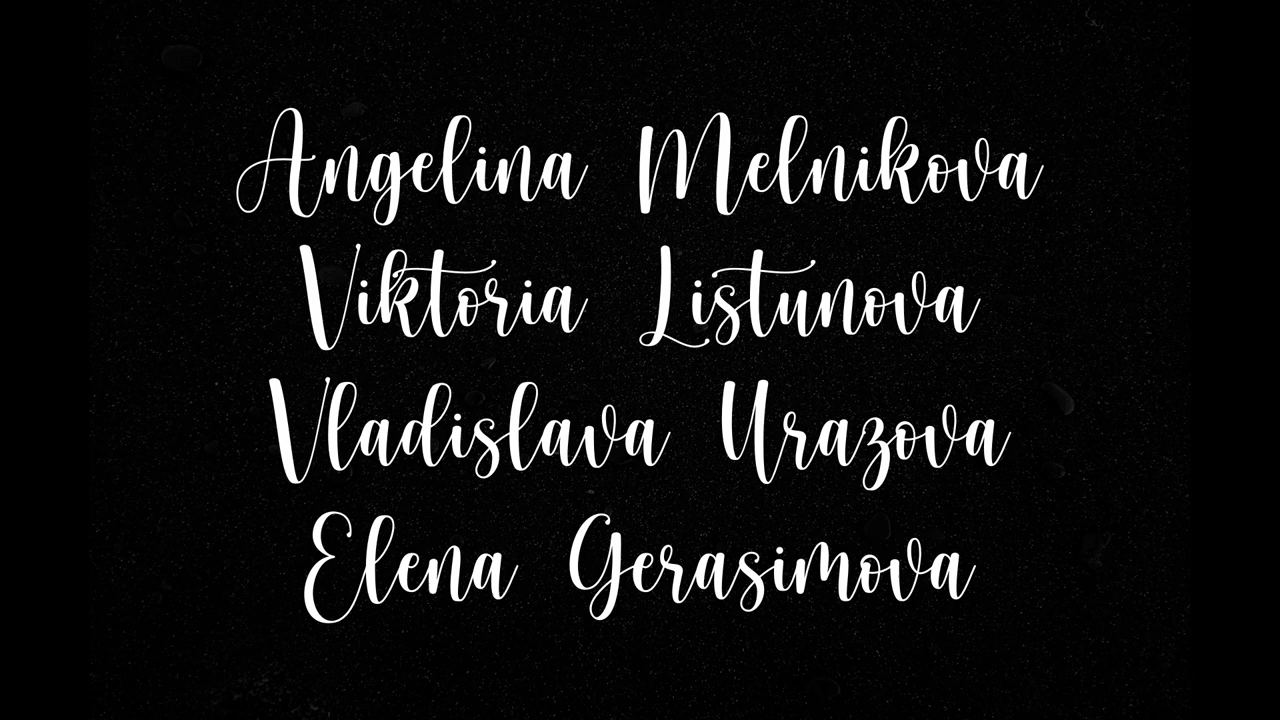 Angelina Melnikova
Viktoria Listunova
Vladislava Urazova
Elena Gerasimova